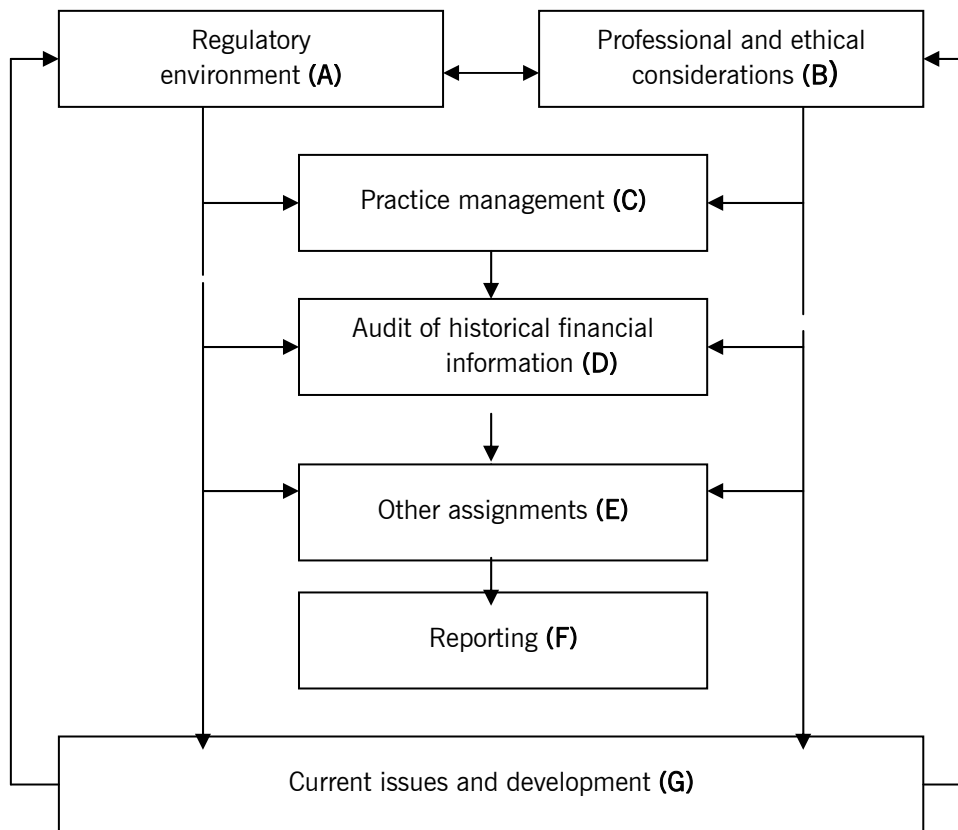 Regulatory
environment (A)
Professional and ethical
considerations (B)
Practice management (C)
Audit of historical financial
information (D)
Other assignments (E)
Reporting (F)
Current issues and development (G)